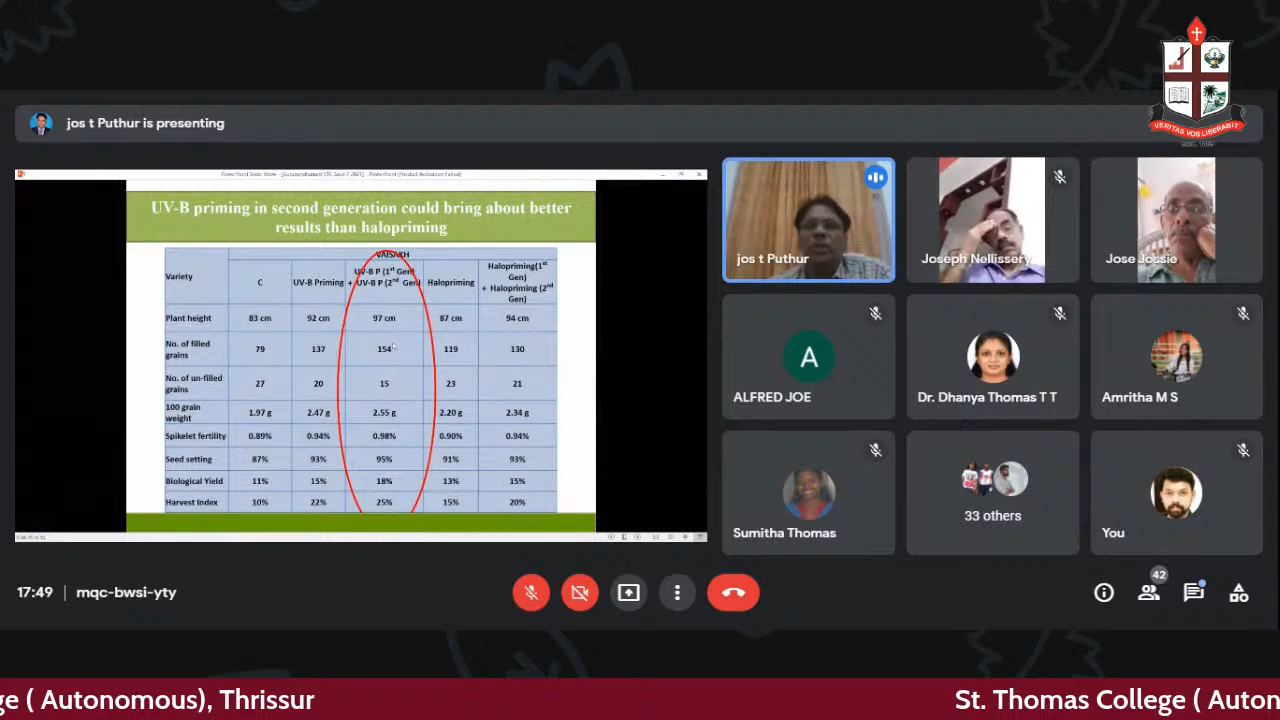 VERITAS VOS LIBERABIT
jos t Puthur is presenting
UV-B priming in second generation could bring about better
results than halopriming
Variety
VAISAKH
C
UV-B Priming
UV-B P (1st Gen)
+ UV-B P (2nd Gen)
Halopriming
Halopriming(1st
Gen)
+ Halopriming (2nd
Gen)
Plant height 83 cm 92 cm 97 cm 87 cm 94 cm
No. of filled
grains 79 137 154 119 130
No. of un-filled
grains 27 20 15 23 21
100 grain
weight 1.97 g 2.47 g 2.55 g 2.20 g 2.34 g
Spikelet fertility 0.89% 0.94% 0.98% 0.90% 0.94%
Seed setting 87% 93% 95% 91% 93%
Biological Yield 11% 15% 18% 13% 15%
Harvest Index 10% 22% 25% 15% 20%
jos t Puthur
Joseph Nellissery
Jose Jossie
A
ALFRED JOE
Dr. Dhanya Thomas T T
Amritha M S
Sumitha Thomas
33 others
You
17:49 | mqc-bwsi-yty
42
ge ( Autonomous), Thrissur
St. Thomas College ( Auton